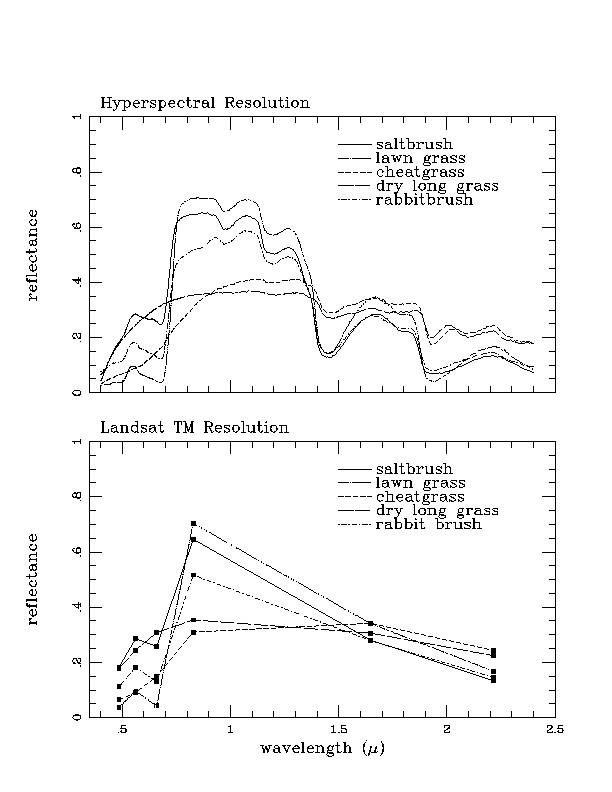 Hyperspectral Resolution
1
.8
.6
.4
.2
0
reflectance
saltbrush
lawn grass
cheatgrass
dry long grass
rabbitbrush
Landsat TM Resolution
1
.8
.6
.4
.2
0
reflectance
saltbrush
lawn grass
cheatgrass
dry long grass
rabbit brush
.5 1 1.5 2 2.5
wavelength (μ)